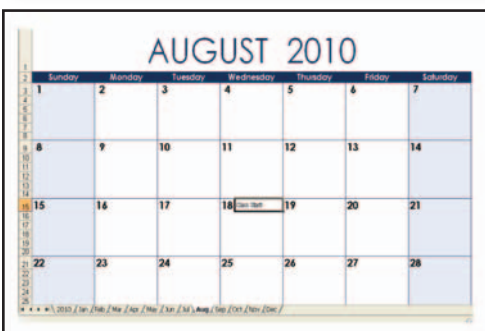 AUGUST 2010
Sunday Monday Tuesday Wednesday Thursday Friday Saturday
1 2 3 4 5 6 7
8 9 10 11 12 13 14
15 16 17 18 19 20 21
22 23 24 25 26 27 28
2010 / Jan / Feb / Mar / Apr / May / Jun / Jul \ Aug / Sep / Oct / Nov / Dec /